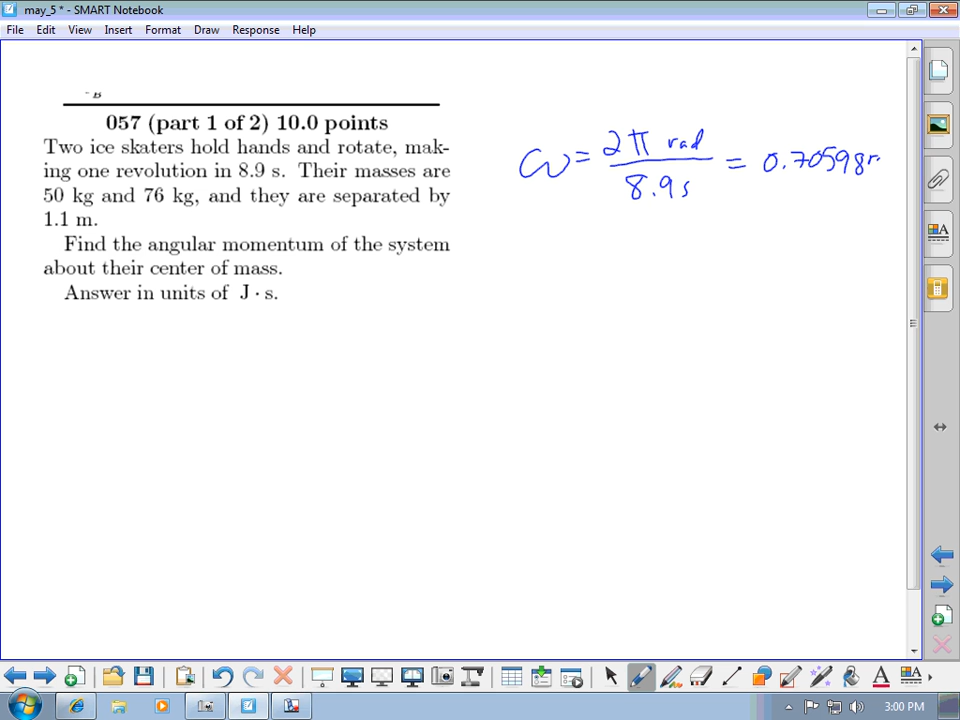 may_5 * - SMART Notebook
File Edit View Insert Format Draw Response Help
057 (part 1 of 2) 10.0 points
Two ice skaters hold hands and rotate, mak-
ing one revolution in 8.9 s. Their masses are
50 kg and 76 kg, and they are separated by
1.1 m.
Find the angular momentum of the system
about their center of mass.
Answer in units of J · s.
ω = 2π rad / 8.9 s = 0.70598 r
3:00 PM